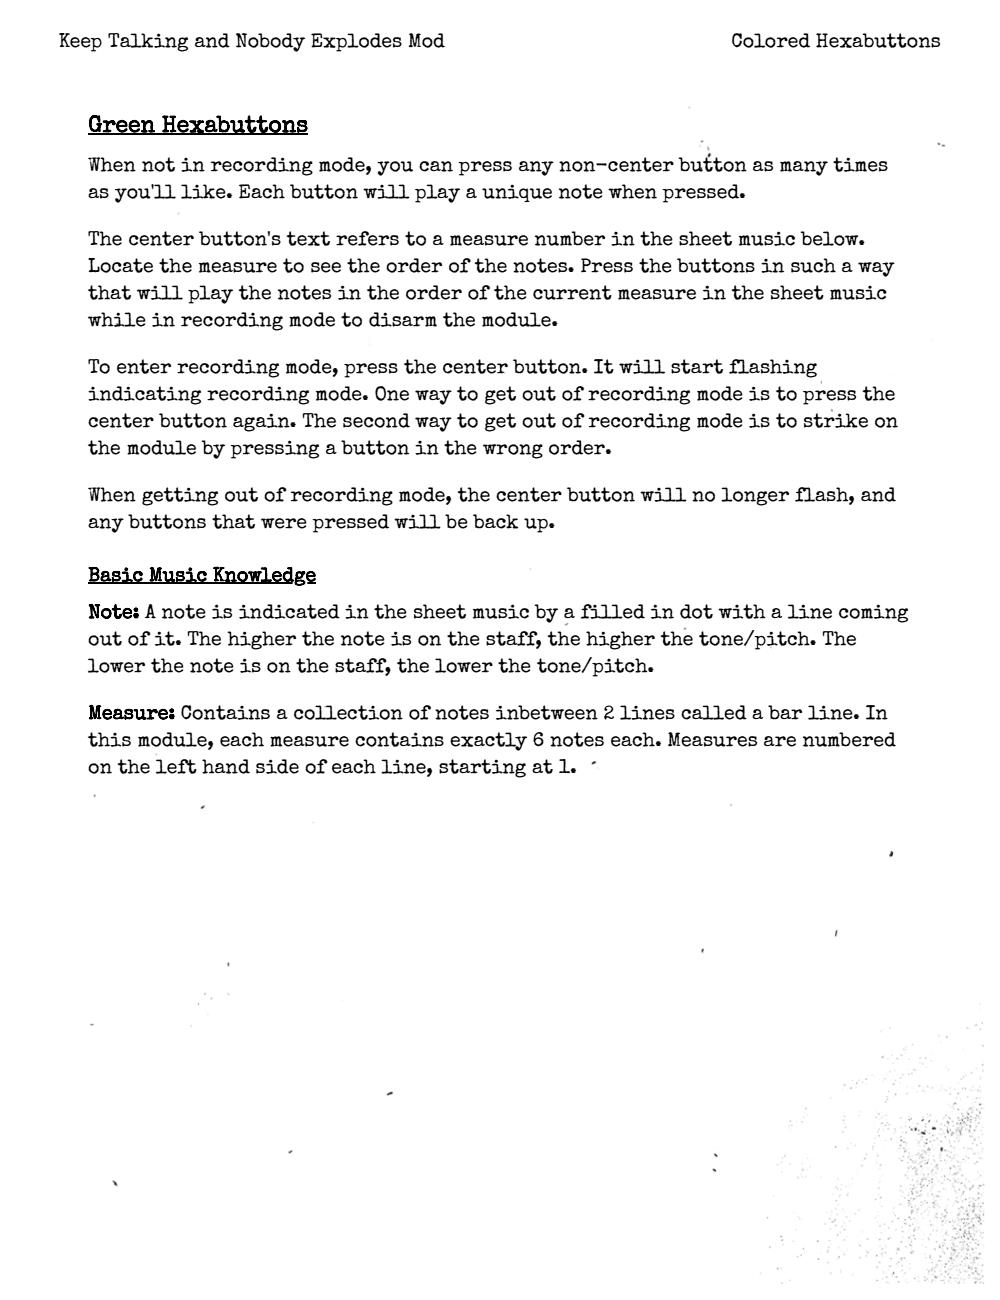 Keep Talking and Nobody Explodes Mod
Colored Hexabuttons
Green Hexabuttons
When not in recording mode, you can press any non-center button as many times
as you'll like. Each button will play a unique note when pressed.
The center button's text refers to a measure number in the sheet music below.
Locate the measure to see the order of the notes. Press the buttons in such a way
that will play the notes in the order of the current measure in the sheet music
while in recording mode to disarm the module.
To enter recording mode, press the center button. It will start flashing
indicating recording mode. One way to get out of recording mode is to press the
center button again. The second way to get out of recording mode is to strike on
the module by pressing a button in the wrong order.
When getting out of recording mode, the center button will no longer flash, and
any buttons that were pressed will be back up.
Basic Music Knowledge
Note: A note is indicated in the sheet music by a filled in dot with a line coming
out of it. The higher the note is on the staff, the higher the tone/pitch. The
lower the note is on the staff, the lower the tone/pitch.
Measure: Contains a collection of notes inbetween 2 lines called a bar line. In
this module, each measure contains exactly 6 notes each. Measures are numbered
on the left hand side of each line, starting at 1.